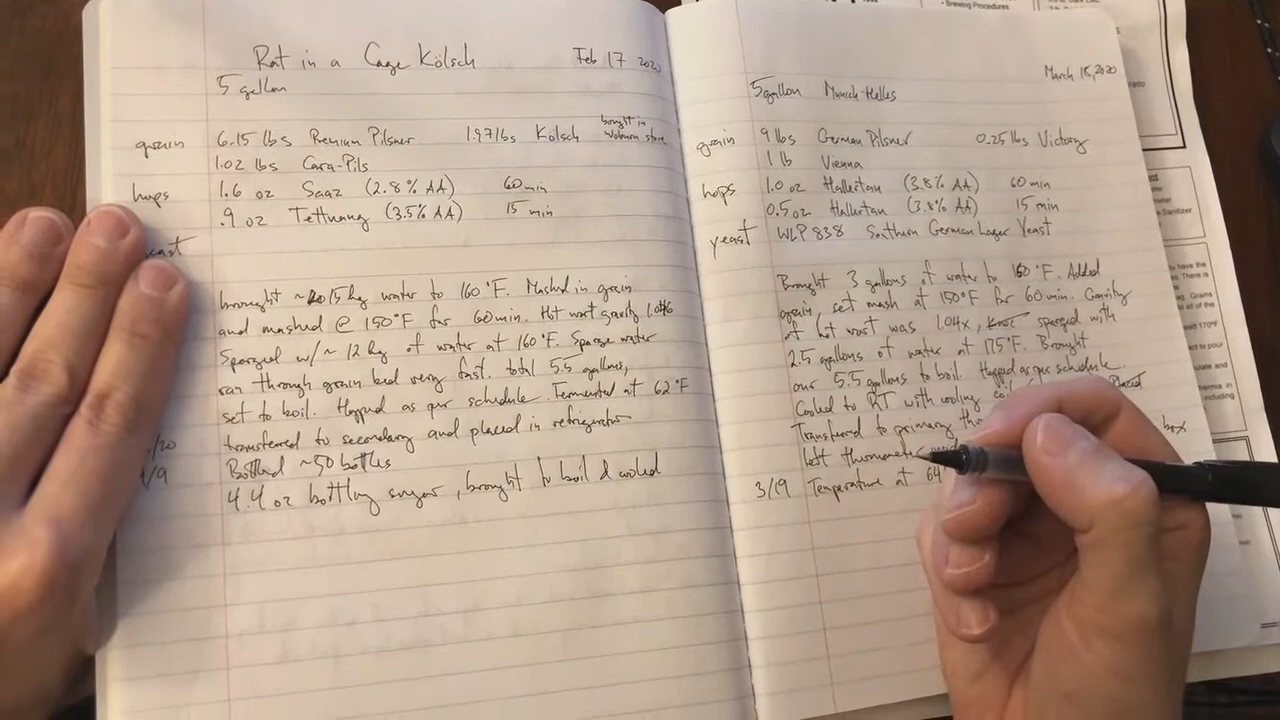 Rat in a Cage Kölsch Feb 17 2020
5 gallon
grain 6.15 lbs Premium Pilsner 1.97 lbs Kölsch bought in Woburn store
1.02 lbs Cara-Pils
hops 1.6 oz Saaz (2.8% AA) 60 min
.9 oz Tettnang (3.5% AA) 15 min
east
brought ~ 15 kg water to 160 °F. Mashed in grain
and mashed @ 150°F for 60 min. Hot wort gravity
Sparged w/ ~ 12 kg of water at 160 °F. Sparge water
ran through grain bed very fast. total 5.5 gallons,
set to boil. Hopped as per schedule. Fermented at 62 °F
/20 transferred to secondary and placed in refrigerator
/9 Bottled ~50 bottles
4.4 oz bottling sugar, brought to boil & cooled
March 15, 2020
5 gallon Munich-Helles
grain 9 lbs German Pilsner 0.25 lbs Victory
1 lb Vienna
hops 1.0 oz Hallertau (3.8% AA) 60 min
0.5 oz Hallertau (3.8% AA) 15 min
yeast WLP 838 Southern German Lager Yeast
Brought 3 gallons of water to 160 °F. Added
grain, set mash at 150°F for 60 min. Gravity
of hot wort was 1.04x, sparged with
2.5 gallons of water at 175°F. Brought
our 5.5 gallons to boil. Hopped as per schedule.
Cooled to RT with cooling Placed
Transferred to primary box
left thermometer
3/19 Temperature at 64
• Brewing Procedures
Sanitizer